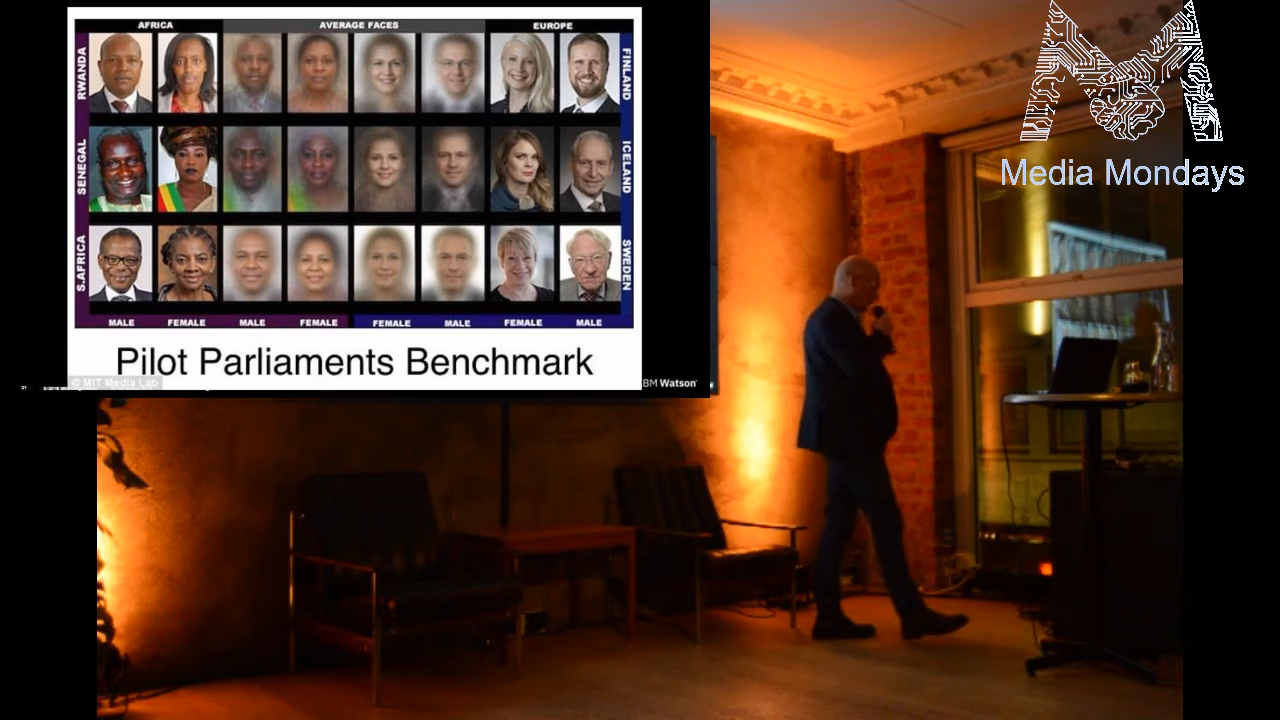 AFRICA AVERAGE FACES EUROPE
RWANDA
FINLAND
SENEGAL
ICELAND
S.AFRICA
SWEDEN
MALE FEMALE MALE FEMALE FEMALE MALE FEMALE MALE
Pilot Parliaments Benchmark
© MIT Media Lab
BM Watson
Media Mondays